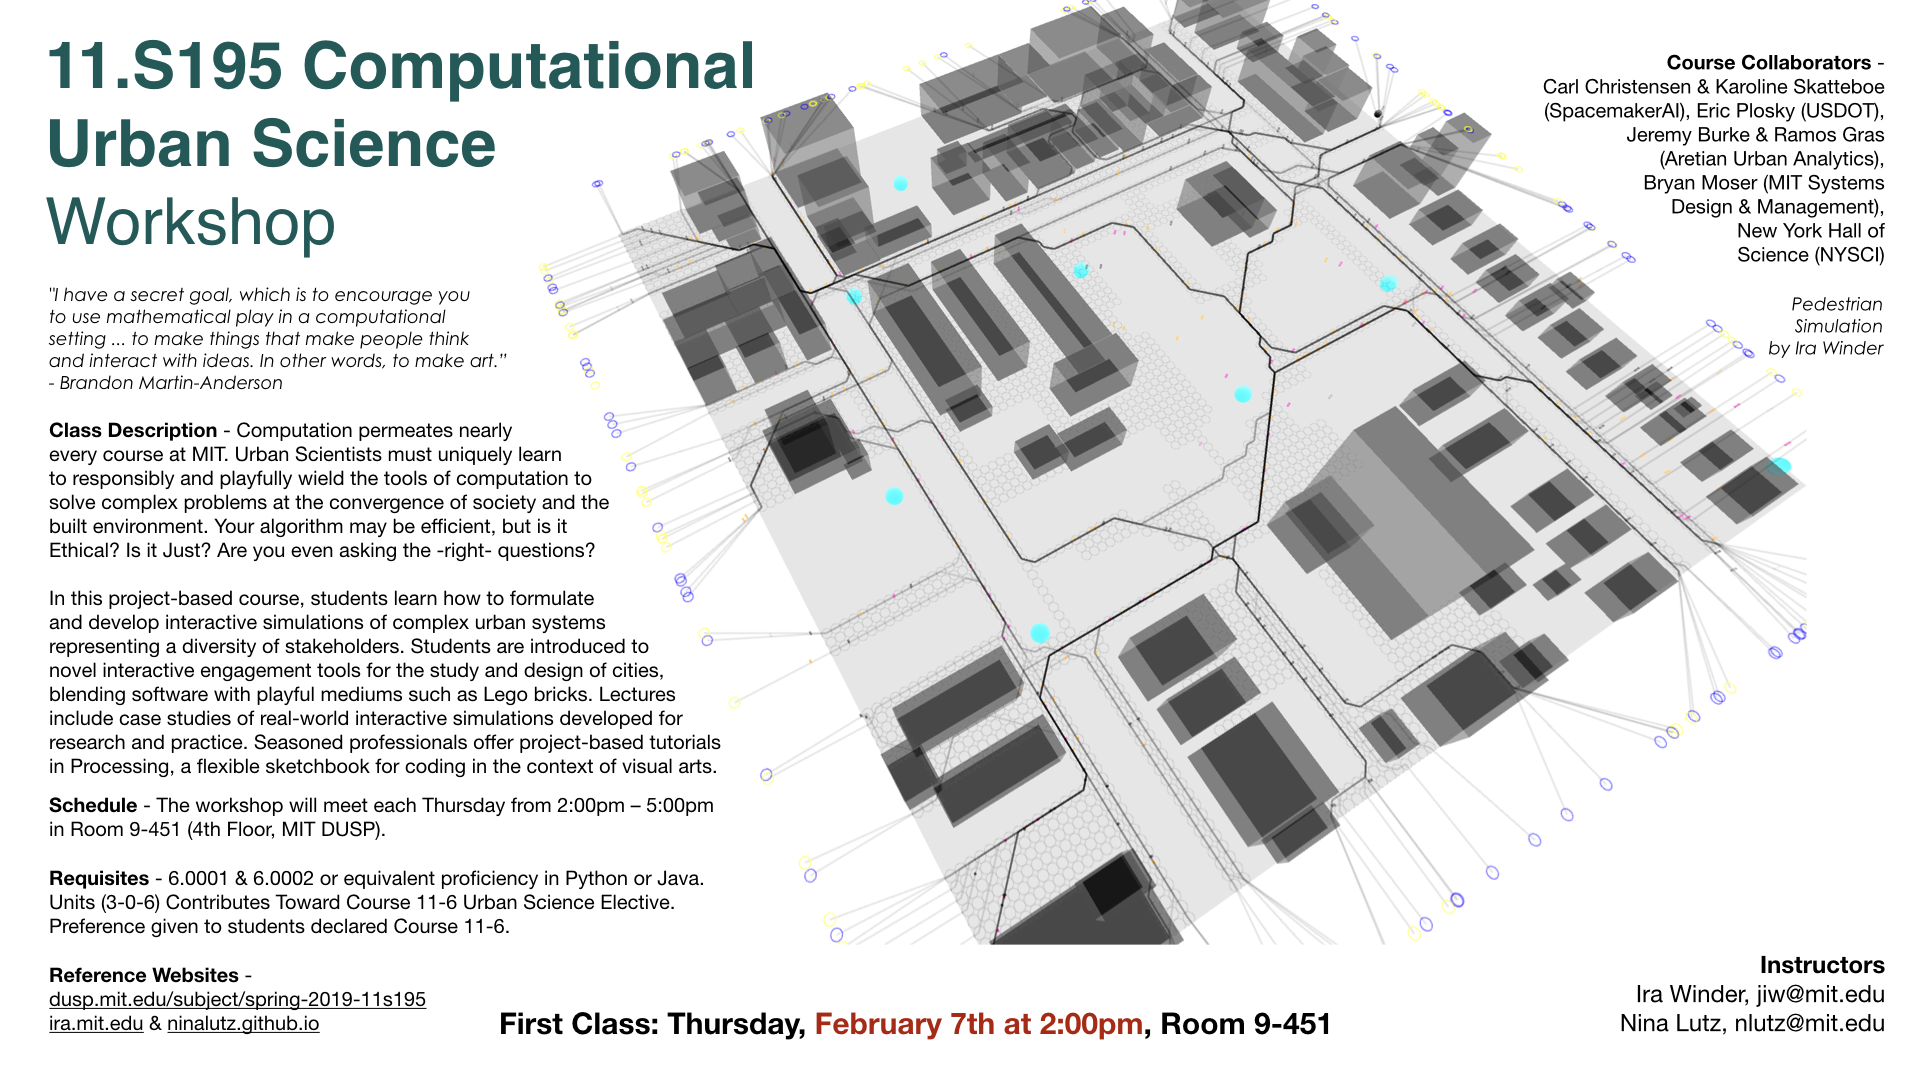 11.S195 Computational
Urban Science
Workshop
"I have a secret goal, which is to encourage you
to use mathematical play in a computational
setting ... to make things that make people think
and interact with ideas. In other words, to make art.”
- Brandon Martin-Anderson
Class Description - Computation permeates nearly
every course at MIT. Urban Scientists must uniquely learn
to responsibly and playfully wield the tools of computation to
solve complex problems at the convergence of society and the
built environment. Your algorithm may be efficient, but is it
Ethical? Is it Just? Are you even asking the -right- questions?
In this project-based course, students learn how to formulate
and develop interactive simulations of complex urban systems
representing a diversity of stakeholders. Students are introduced to
novel interactive engagement tools for the study and design of cities,
blending software with playful mediums such as Lego bricks. Lectures
include case studies of real-world interactive simulations developed for
research and practice. Seasoned professionals offer project-based tutorials
in Processing, a flexible sketchbook for coding in the context of visual arts.
Schedule - The workshop will meet each Thursday from 2:00pm – 5:00pm
in Room 9-451 (4th Floor, MIT DUSP).
Requisites - 6.0001 & 6.0002 or equivalent proficiency in Python or Java.
Units (3-0-6) Contributes Toward Course 11-6 Urban Science Elective.
Preference given to students declared Course 11-6.
Reference Websites -
dusp.mit.edu/subject/spring-2019-11s195
ira.mit.edu & ninalutz.github.io
First Class: Thursday, February 7th at 2:00pm, Room 9-451
Course Collaborators -
Carl Christensen & Karoline Skatteboe
(SpacemakerAI), Eric Plosky (USDOT),
Jeremy Burke & Ramos Gras
(Aretian Urban Analytics),
Bryan Moser (MIT Systems
Design & Management),
New York Hall of
Science (NYSCI)
Pedestrian
Simulation
by Ira Winder
Instructors
Ira Winder, jiw@mit.edu
Nina Lutz, nlutz@mit.edu